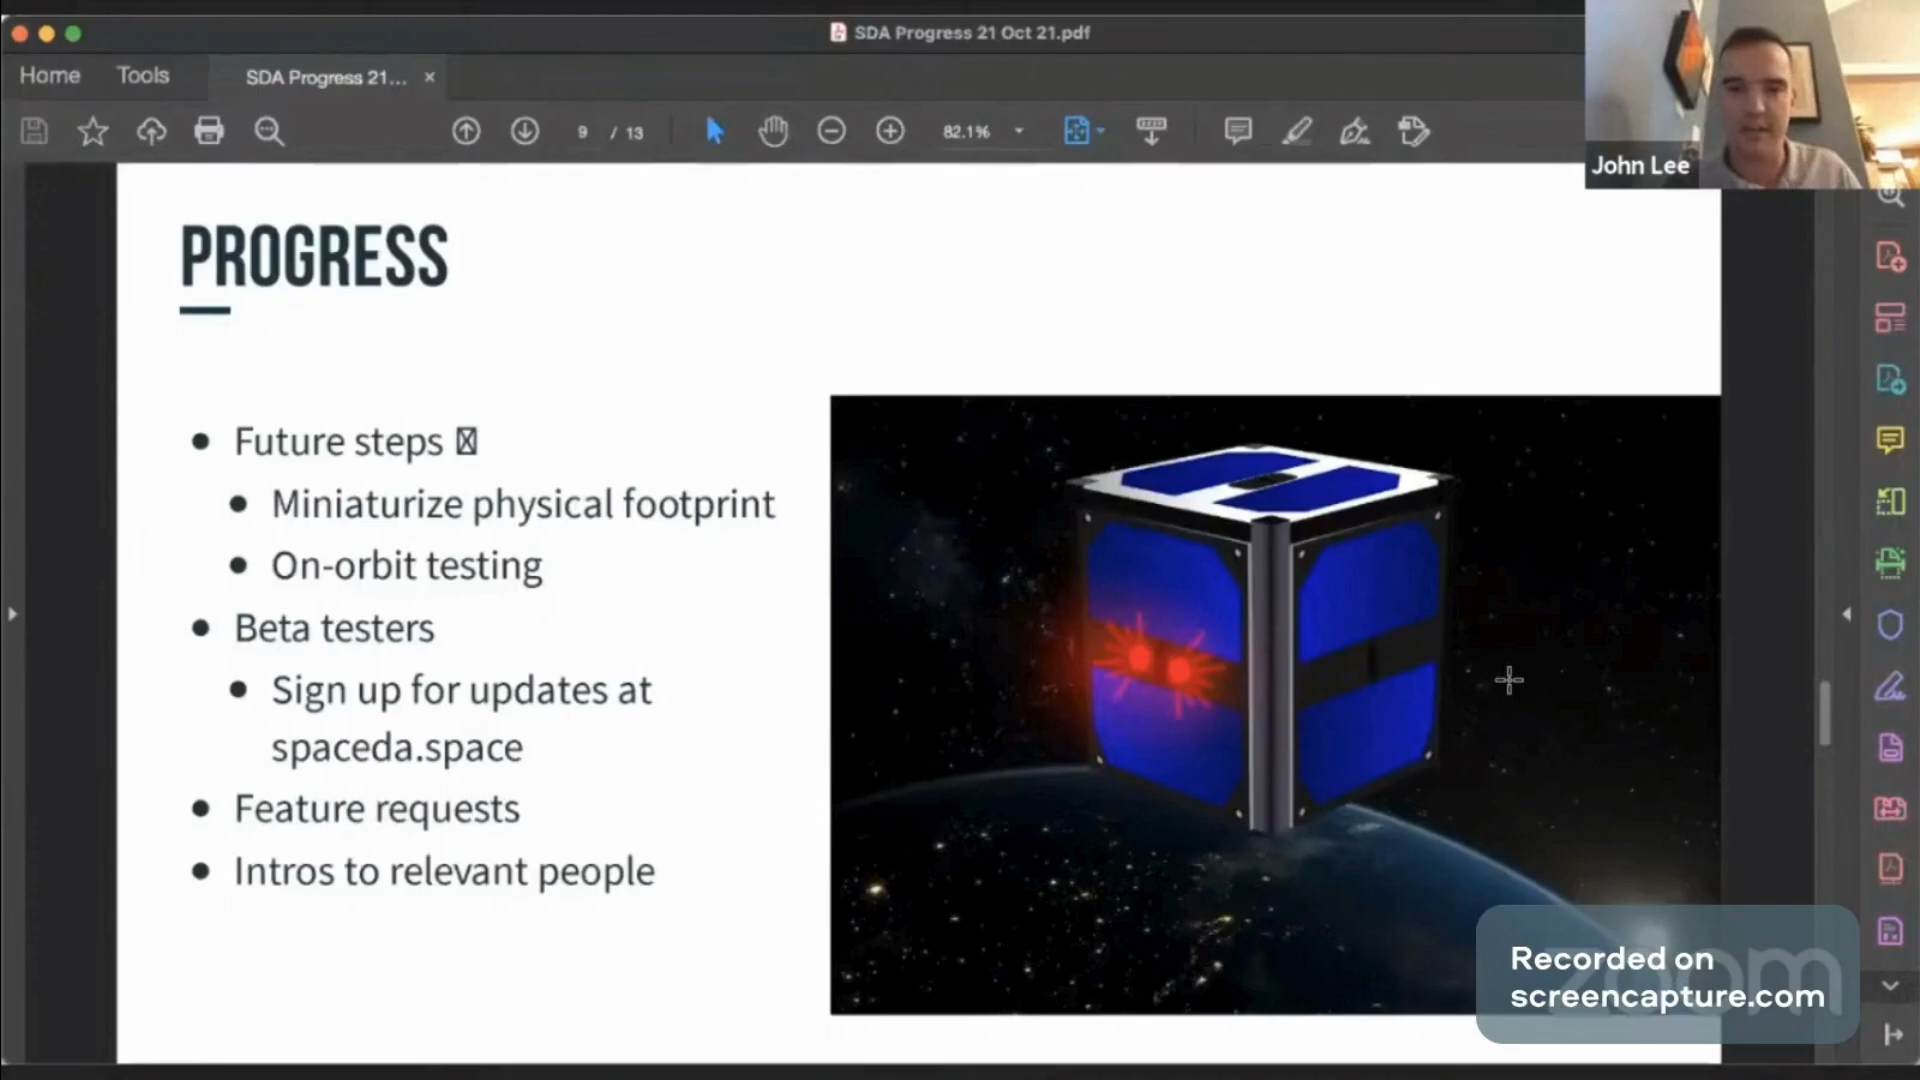 SDA Progress 21 Oct 21.pdf
Home
Tools
SDA Progress 21...
9 / 13
82.1%
John Lee
PROGRESS
Future steps
Miniaturize physical footprint
On-orbit testing
Beta testers
Sign up for updates at
spaceda.space
Feature requests
Intros to relevant people
zoom
Recorded on
screencapture.com